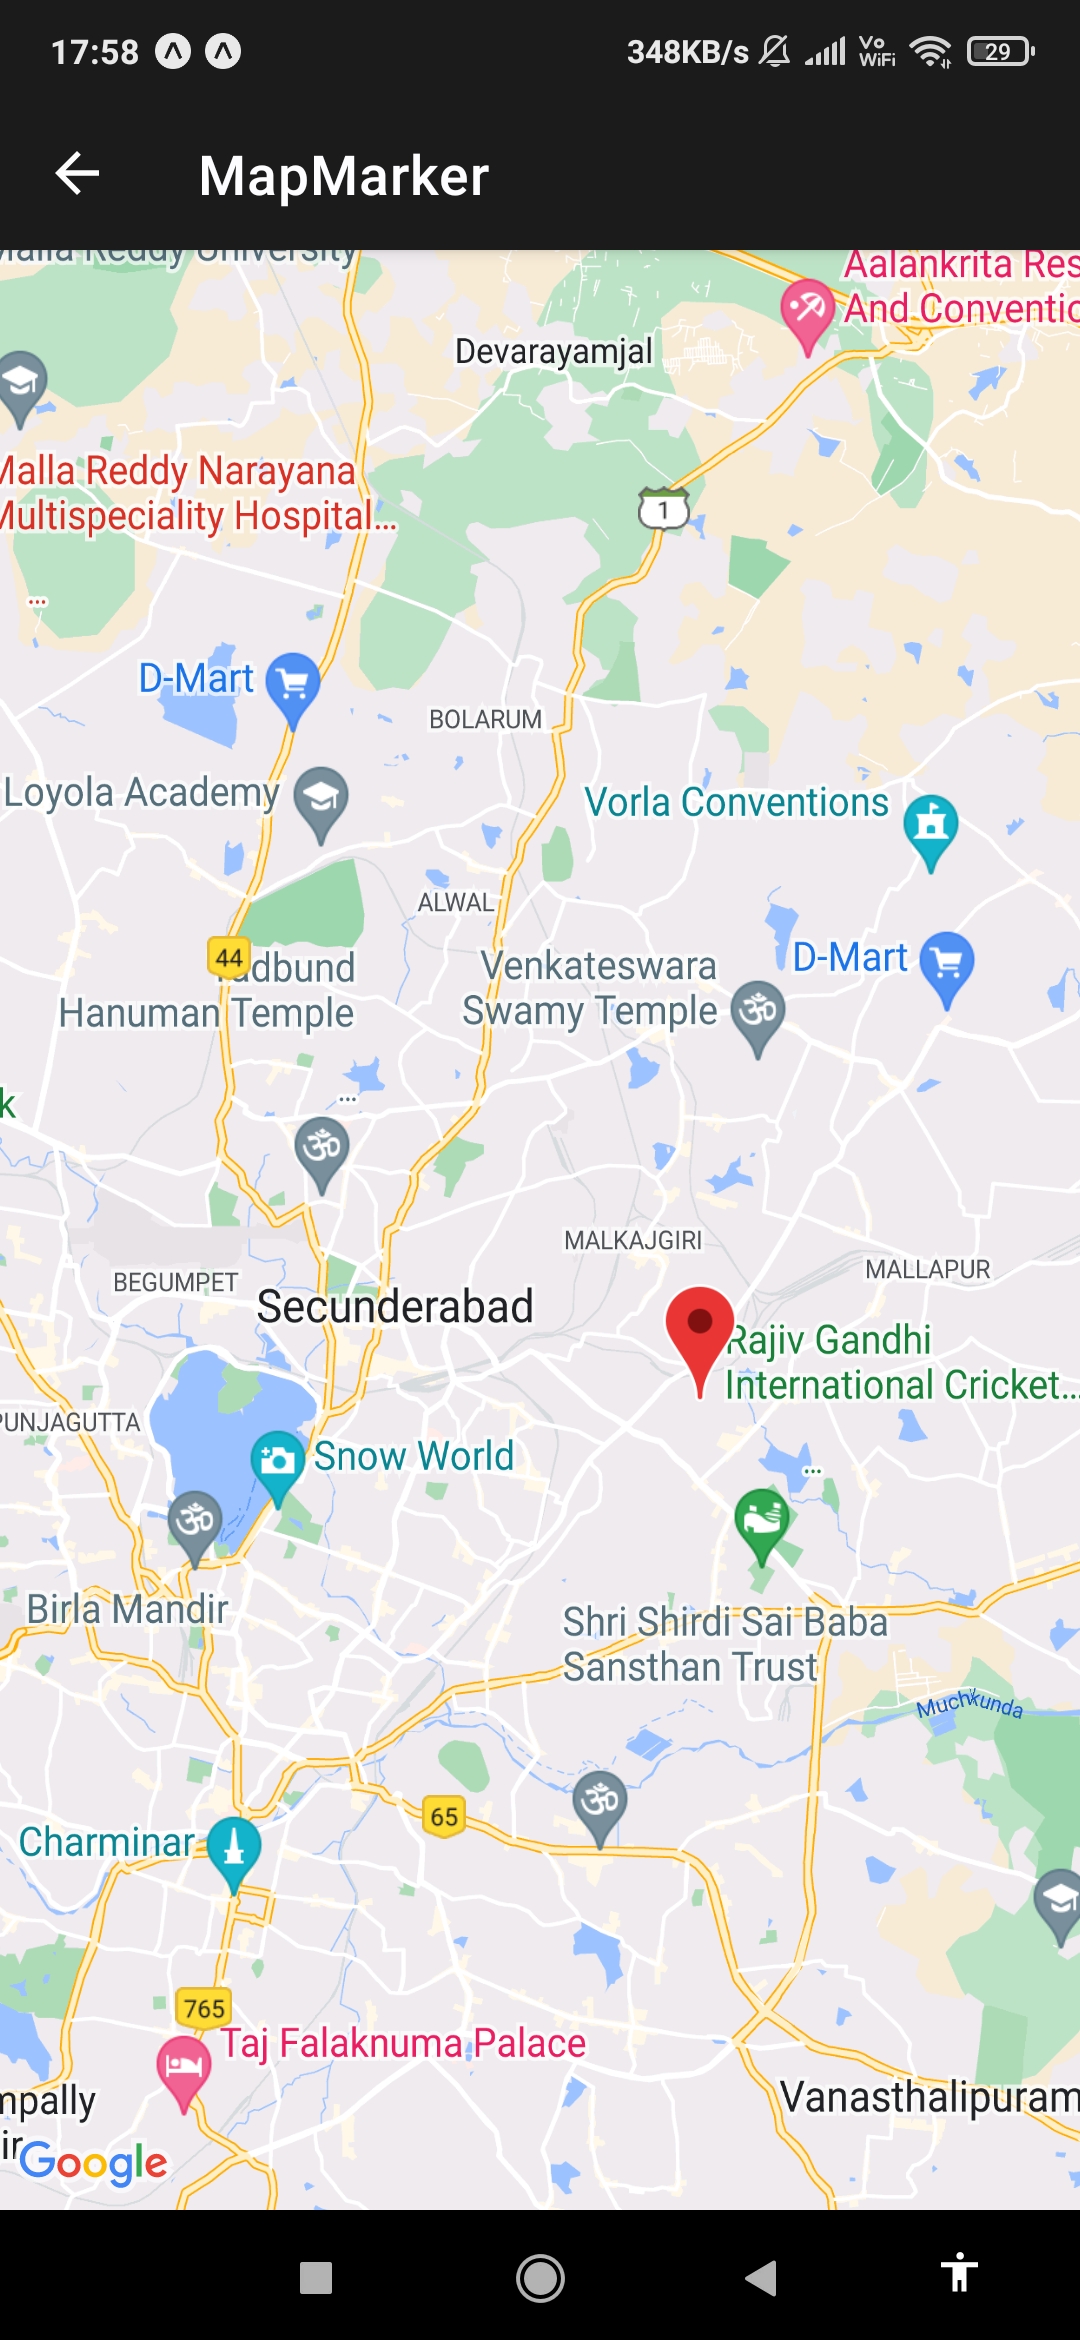 17:58
348KB/s
Vo
WiFi
29
MapMarker
Malla Reddy University
Aalankrita Res
And Conventio
Devarayamjal
Malla Reddy Narayana
Multispeciality Hospital...
1
...
D-Mart
BOLARUM
Loyola Academy
Vorla Conventions
ALWAL
44
dbund
Hanuman Temple
Venkateswara
Swamy Temple
D-Mart
ॐ
k
...
ॐ
MALKAJGIRI
MALLAPUR
BEGUMPET
Secunderabad
Rajiv Gandhi
International Cricket...
PUNJAGUTTA
Snow World
...
ॐ
Birla Mandir
Shri Shirdi Sai Baba
Sansthan Trust
Muchkunda
ॐ
65
Charminar
765
Taj Falaknuma Palace
mpally
ir
Vanasthalipuram
Google